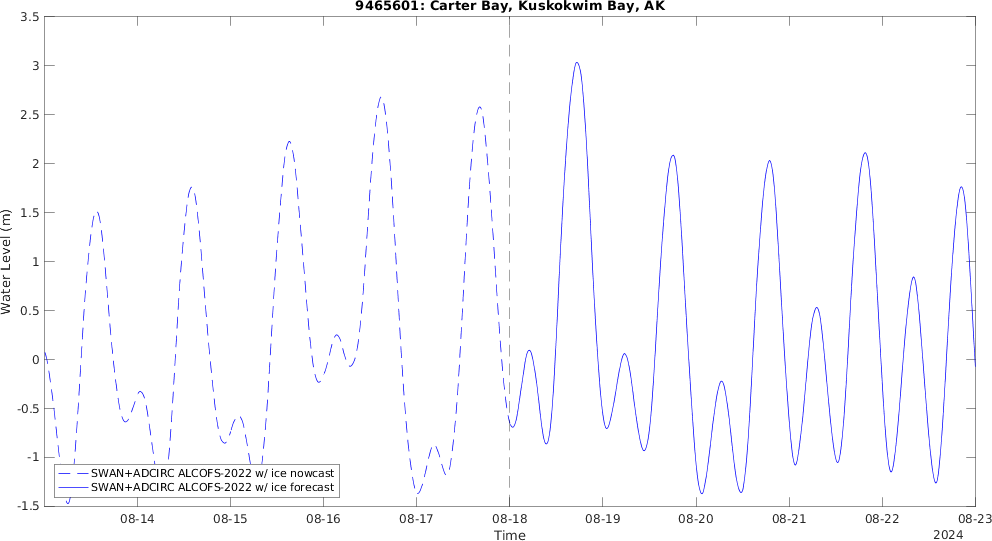 9465601: Carter Bay, Kuskokwim Bay, AK
3.5
3
2.5
2
1.5
1
0.5
0
-0.5
-1
-1.5
Water Level (m)
SWAN+ADCIRC ALCOFS-2022 w/ ice nowcast
SWAN+ADCIRC ALCOFS-2022 w/ ice forecast
08-14 08-15 08-16 08-17 08-18 08-19 08-20 08-21 08-22 08-23
Time
2024